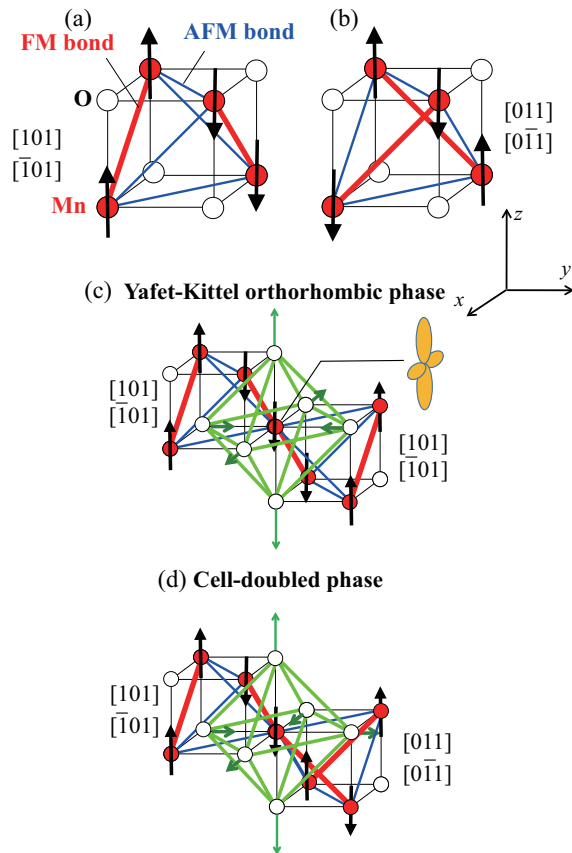 (a)
(b)
FM bond
AFM bond
O
[101]
[1̄01]
[011]
[01̄1]
Mn
z
y
x
(c) Yafet-Kittel orthorhombic phase
[101]
[1̄01]
[101]
[1̄01]
(d) Cell-doubled phase
[101]
[1̄01]
[011]
[01̄1]